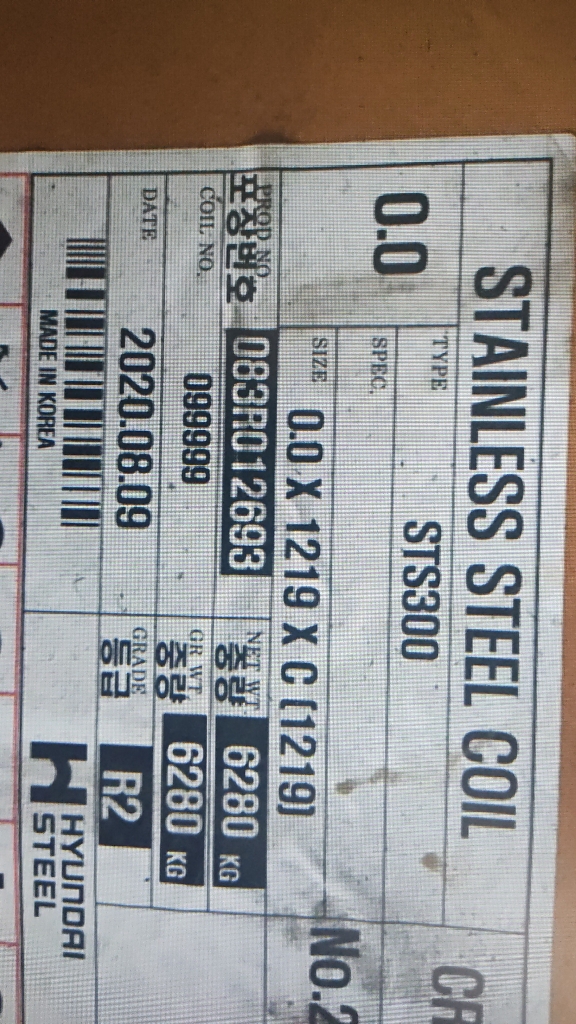 STAINLESS STEEL COIL
0.0
TYPE STS300
SPEC.
SIZE 0.0 X 1219 X C (1219)
PROD NO.
포장번호 083R012693
NET WT.
중량 6280 KG
COIL NO. 099999
GR WT.
중량 6280 KG
DATE 2020.08.09
GRADE
등급 R2
MADE IN KOREA
HYUNDAI
STEEL
CR
No.2